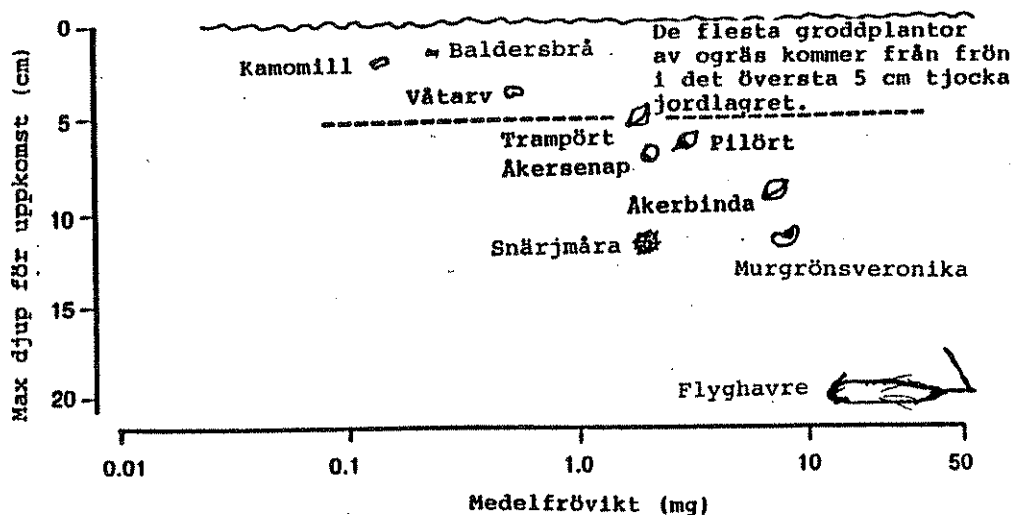 0
5
10
15
20
Max djup för uppkomst (cm)
De flesta groddplantor
av ogräs kommer från frön
i det översta 5 cm tjocka
jordlagret.
Baldersbrå
Kamomill
Våtarv
Trampört
Pilört
Åkersenap
Åkerbinda
Snärjmåra
Murgrönsveronika
Flyghavre
0.01
0.1
1.0
10
50
Medelfrövikt (mg)